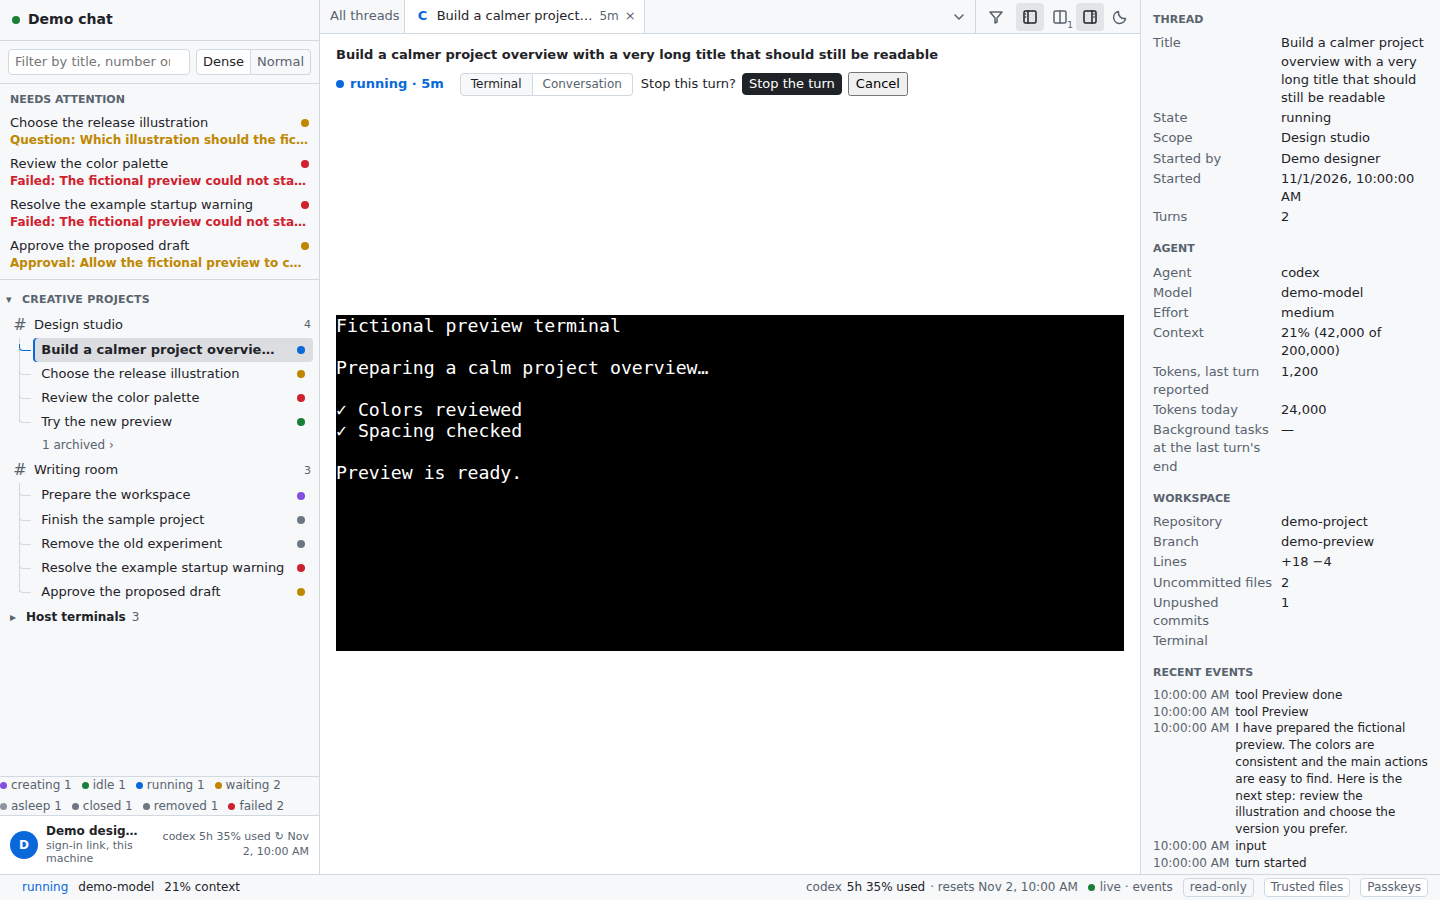 Demo chat
Filter by title, number or
Dense Normal
NEEDS ATTENTION
Choose the release illustration
Question: Which illustration should the fic…
Review the color palette
Failed: The fictional preview could not sta…
Resolve the example startup warning
Failed: The fictional preview could not sta…
Approve the proposed draft
Approval: Allow the fictional preview to c…
▾ CREATIVE PROJECTS
# Design studio 4
Build a calmer project overvie…
Choose the release illustration
Review the color palette
Try the new preview
1 archived ›
# Writing room 3
Prepare the workspace
Finish the sample project
Remove the old experiment
Resolve the example startup warning
Approve the proposed draft
▸ Host terminals 3
creating 1 idle 1 running 1 waiting 2
asleep 1 closed 1 removed 1 failed 2
D
Demo desig…
sign-in link, this
machine
codex 5h 35% used ↻ Nov
2, 10:00 AM
All threads
C Build a calmer project… 5m ×
1
Build a calmer project overview with a very long title that should still be readable
running · 5m Terminal Conversation Stop this turn? Stop the turn Cancel
Fictional preview terminal
Preparing a calm project overview…
✓ Colors reviewed
✓ Spacing checked
Preview is ready.
THREAD
Title Build a calmer project
overview with a very
long title that should
still be readable
State running
Scope Design studio
Started by Demo designer
Started 11/1/2026, 10:00:00
AM
Turns 2
AGENT
Agent codex
Model demo-model
Effort medium
Context 21% (42,000 of
200,000)
Tokens, last turn 1,200
reported
Tokens today 24,000
Background tasks —
at the last turn's
end
WORKSPACE
Repository demo-project
Branch demo-preview
Lines +18 −4
Uncommitted files 2
Unpushed 1
commits
Terminal
RECENT EVENTS
10:00:00 AM tool Preview done
10:00:00 AM tool Preview
10:00:00 AM I have prepared the fictional
preview. The colors are
consistent and the main actions
are easy to find. Here is the
next step: review the
illustration and choose the
version you prefer.
10:00:00 AM input
10:00:00 AM turn started
running demo-model 21% context
codex 5h 35% used · resets Nov 2, 10:00 AM live · events read-only Trusted files Passkeys